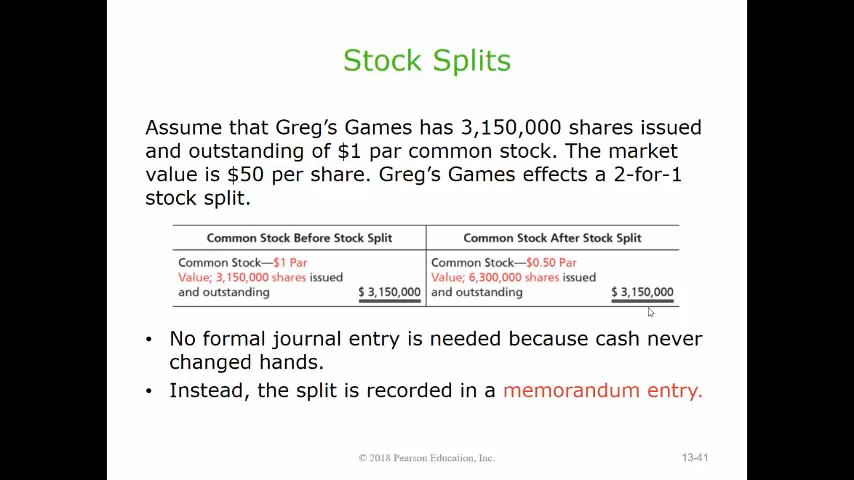 Stock Splits
Assume that Greg's Games has 3,150,000 shares issued
and outstanding of $1 par common stock. The market
value is $50 per share. Greg's Games effects a 2-for-1
stock split.
Common Stock Before Stock Split Common Stock After Stock Split
Common Stock—$1 Par Common Stock—$0.50 Par
Value; 3,150,000 shares issued Value; 6,300,000 shares issued
and outstanding $ 3,150,000 and outstanding $ 3,150,000
• No formal journal entry is needed because cash never
changed hands.
• Instead, the split is recorded in a memorandum entry.
© 2018 Pearson Education, Inc. 13-41